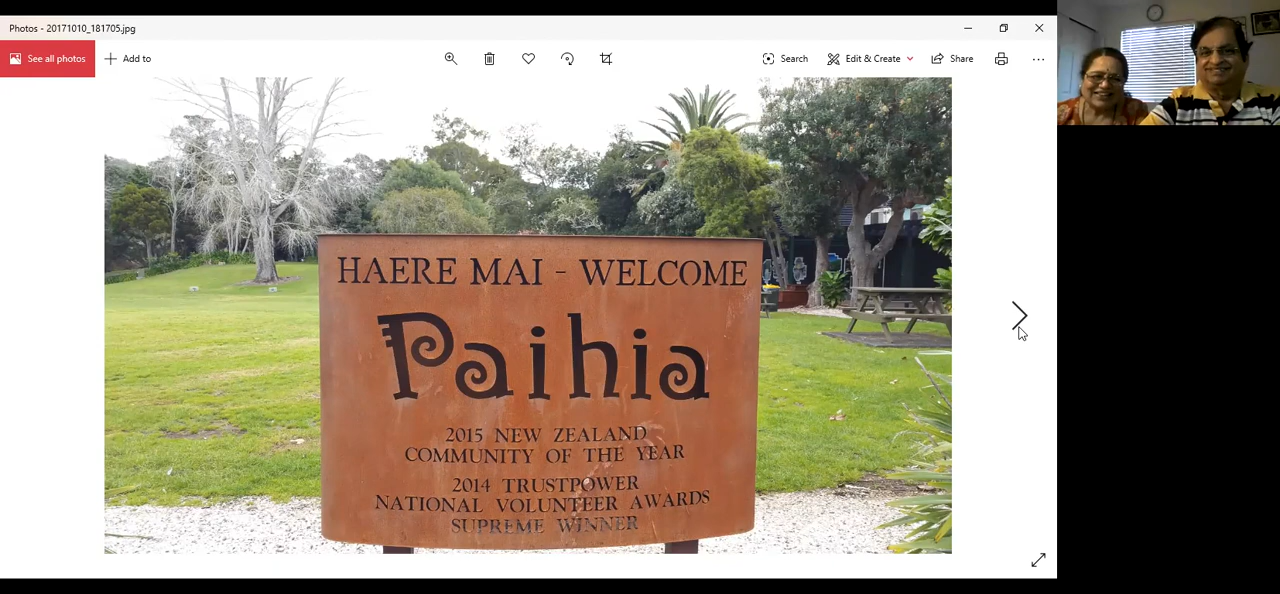 Photos - 20171010_181705.jpg
See all photos
Add to
Search
Edit & Create
Share
HAERE MAI - WELCOME
Paihia
2015 NEW ZEALAND
COMMUNITY OF THE YEAR
2014 TRUSTPOWER
NATIONAL VOLUNTEER AWARDS
SUPREME WINNER